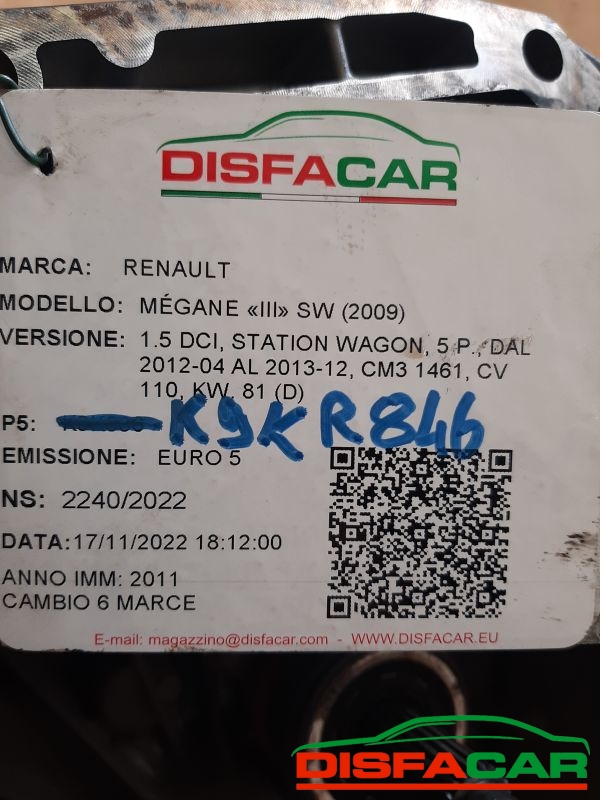 DISFACAR
MARCA: RENAULT
MODELLO: MÉGANE «III» SW (2009)
VERSIONE: 1.5 DCI, STATION WAGON, 5 P., DAL
2012-04 AL 2013-12, CM3 1461, CV
110, KW. 81 (D)
P5: K9K R846
EMISSIONE: EURO 5
NS: 2240/2022
DATA:17/11/2022 18:12:00
ANNO IMM: 2011
CAMBIO 6 MARCE
E-mail: magazzino@disfacar.com - WWW.DISFACAR.EU
DISFACAR